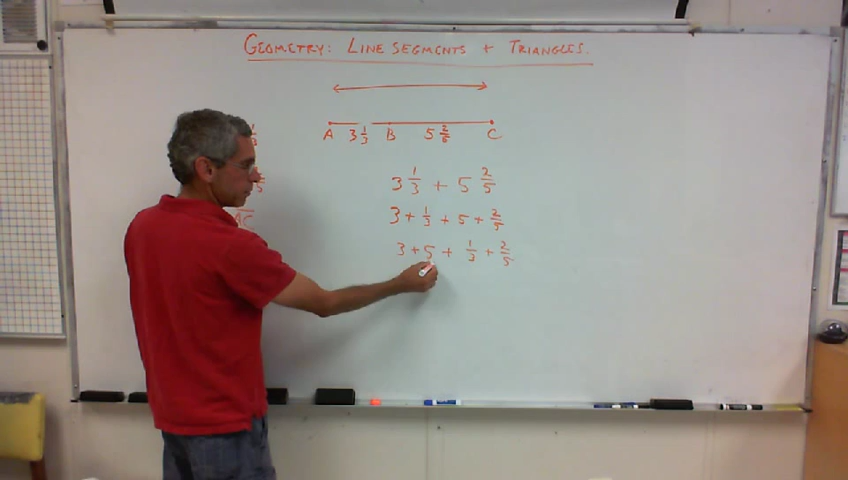 GEOMETRY: LINE SEGMENTS + TRIANGLES.
A 3 1/3 B 5 2/5 C
3 1/3 + 5 2/5
3 + 1/3 + 5 + 2/5
3 + 5 + 1/3 + 2/5
AC